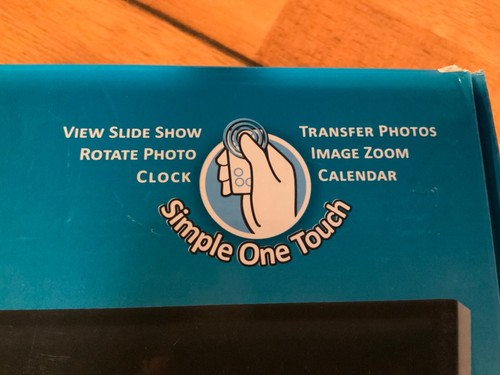 View Slide Show
Rotate Photo
Clock
Transfer Photos
Image Zoom
Calendar
Simple One Touch